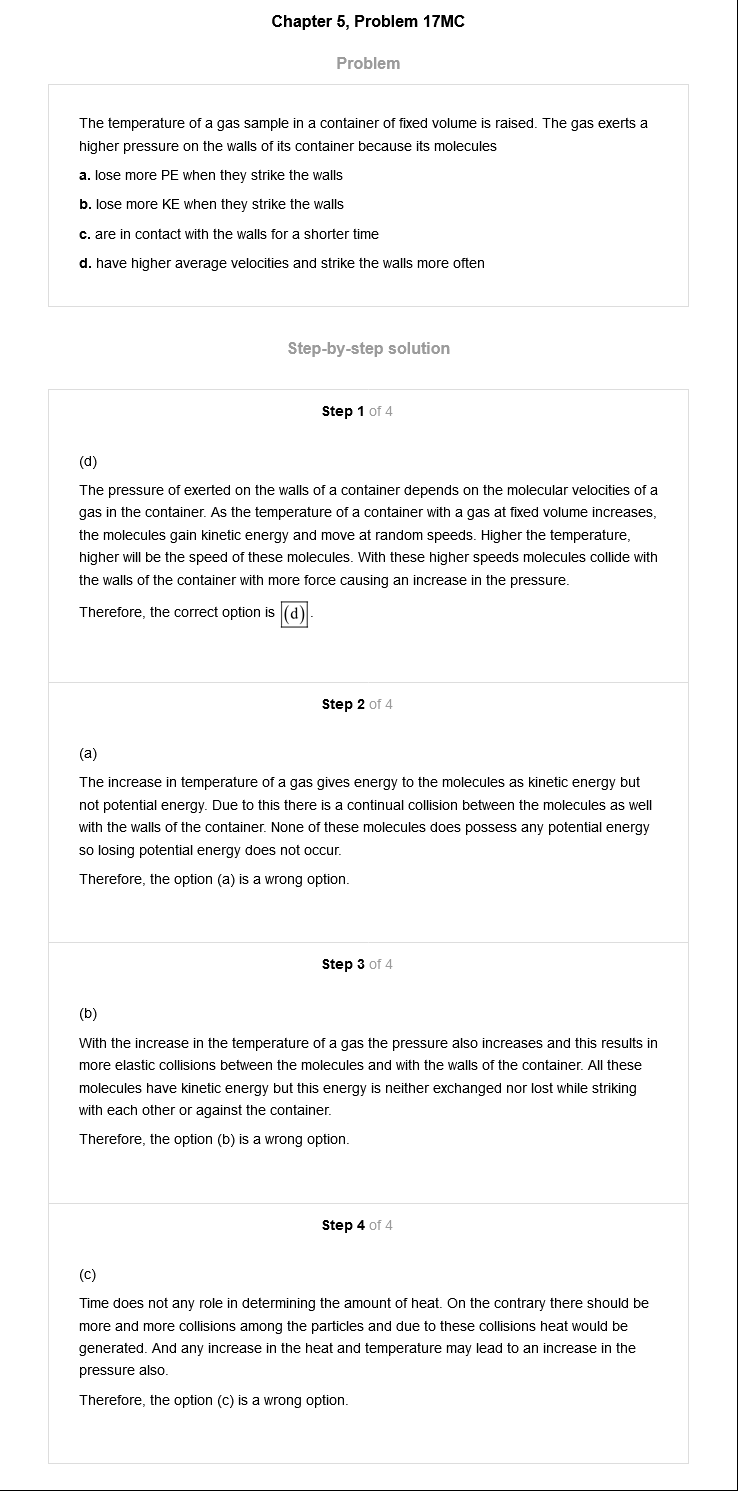 Chapter 5, Problem 17MC
Problem
The temperature of a gas sample in a container of fixed volume is raised. The gas exerts a
higher pressure on the walls of its container because its molecules
a. lose more PE when they strike the walls
b. lose more KE when they strike the walls
c. are in contact with the walls for a shorter time
d. have higher average velocities and strike the walls more often
Step-by-step solution
Step 1 of 4
(d)
The pressure of exerted on the walls of a container depends on the molecular velocities of a
gas in the container. As the temperature of a container with a gas at fixed volume increases,
the molecules gain kinetic energy and move at random speeds. Higher the temperature,
higher will be the speed of these molecules. With these higher speeds molecules collide with
the walls of the container with more force causing an increase in the pressure.
Therefore, the correct option is (d).
Step 2 of 4
(a)
The increase in temperature of a gas gives energy to the molecules as kinetic energy but
not potential energy. Due to this there is a continual collision between the molecules as well
with the walls of the container. None of these molecules does possess any potential energy
so losing potential energy does not occur.
Therefore, the option (a) is a wrong option.
Step 3 of 4
(b)
With the increase in the temperature of a gas the pressure also increases and this results in
more elastic collisions between the molecules and with the walls of the container. All these
molecules have kinetic energy but this energy is neither exchanged nor lost while striking
with each other or against the container.
Therefore, the option (b) is a wrong option.
Step 4 of 4
(c)
Time does not any role in determining the amount of heat. On the contrary there should be
more and more collisions among the particles and due to these collisions heat would be
generated. And any increase in the heat and temperature may lead to an increase in the
pressure also.
Therefore, the option (c) is a wrong option.